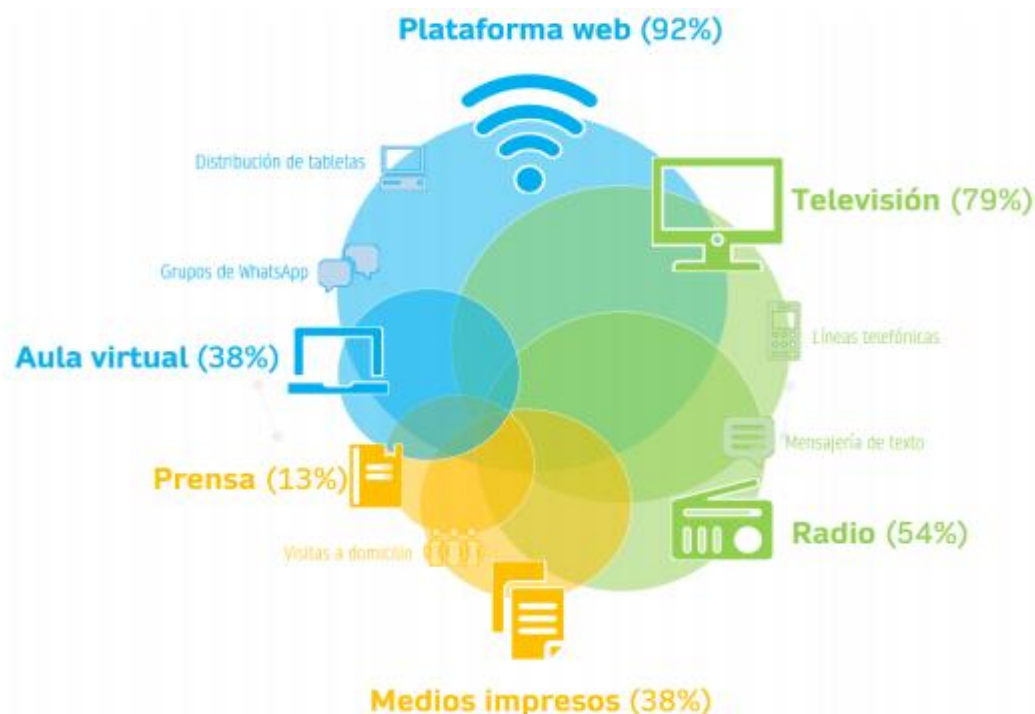 Plataforma web (92%)
Distribución de tabletas
Televisión (79%)
Grupos de WhatsApp
Líneas telefónicas
Aula virtual (38%)
Mensajería de texto
Prensa (13%)
Radio (54%)
Visitas a domicilio
Medios impresos (38%)